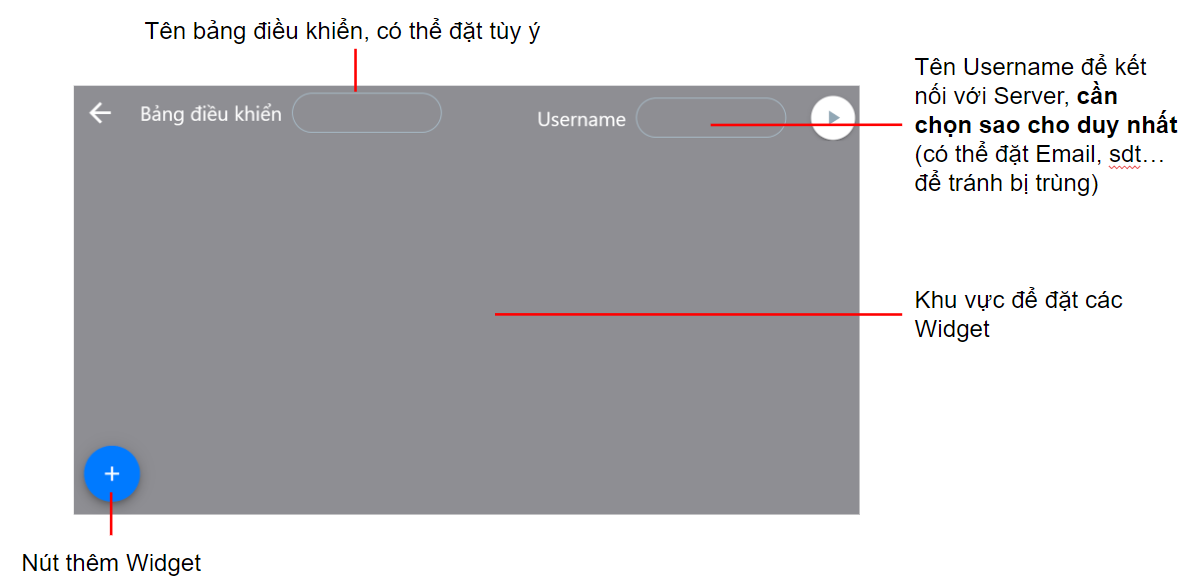 Tên bảng điều khiển, có thể đặt tùy ý
Bảng điều khiển
Username
Tên Username để kết
nối với Server, cần
chọn sao cho duy nhất
(có thể đặt Email, sdt…
để tránh bị trùng)
Khu vực để đặt các
Widget
Nút thêm Widget